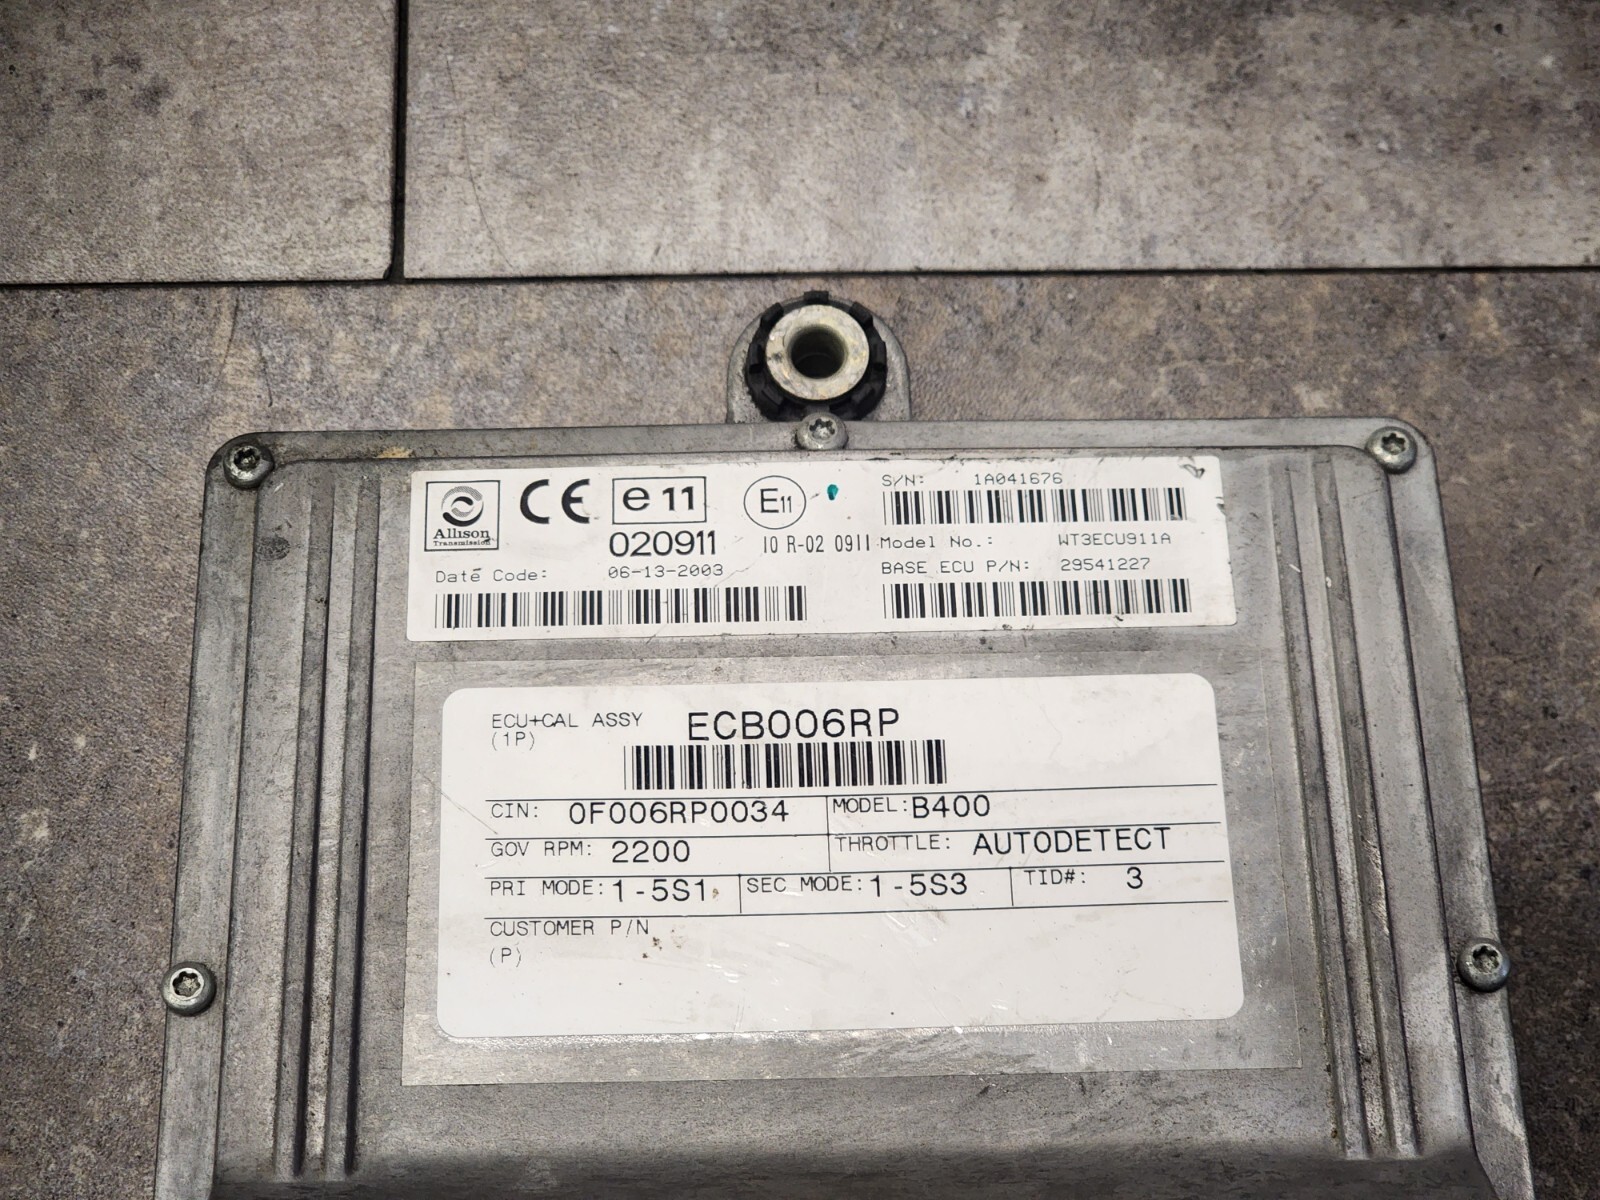 Allison
Transmission
CE
e11
020911
E11
10 R-02 0911
S/N: 1A041676
Model No.: WT3ECU911A
BASE ECU P/N: 29541227
Date Code: 06-13-2003
ECU+CAL ASSY ECB006RP
(1P)
CIN: 0F006RP0034
MODEL: B400
GOV RPM: 2200
THROTTLE: AUTODETECT
PRI MODE: 1-5S1
SEC MODE: 1-5S3
TID#: 3
CUSTOMER P/N
(P)